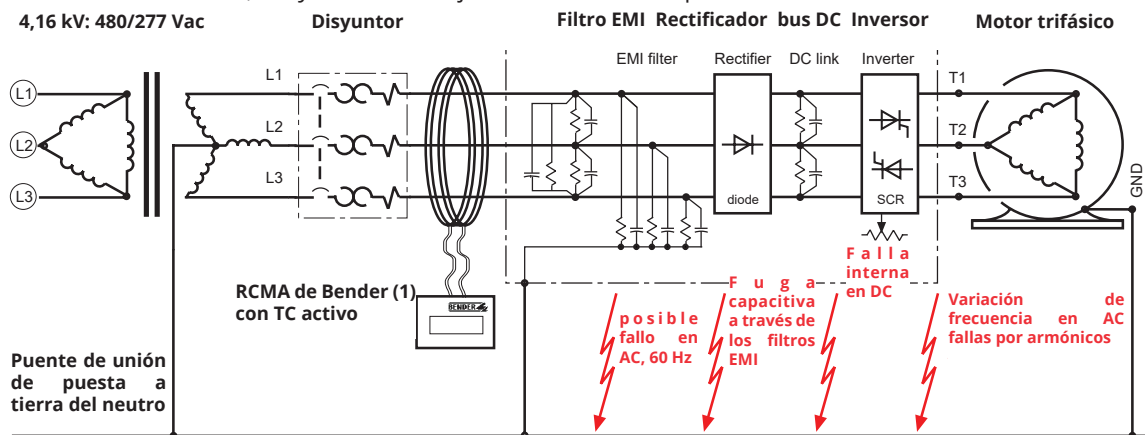 4,16 kV: 480/277 Vac
Disyuntor
Filtro EMI Rectificador bus DC Inversor
Motor trifásico
EMI filter
Rectifier
DC link
Inverter
L1
L2
L3
L1
L2
L3
T1
T2
T3
GND
diode
SCR
RCMA de Bender (1)
con TC activo
BENDER
Puente de unión
de puesta a
tierra del neutro
posible
fallo en
AC, 60 Hz
Fuga
capacitiva
a través de
los filtros
EMI
Falla
interna
en DC
Variación de
frecuencia en AC
fallas por armónicos